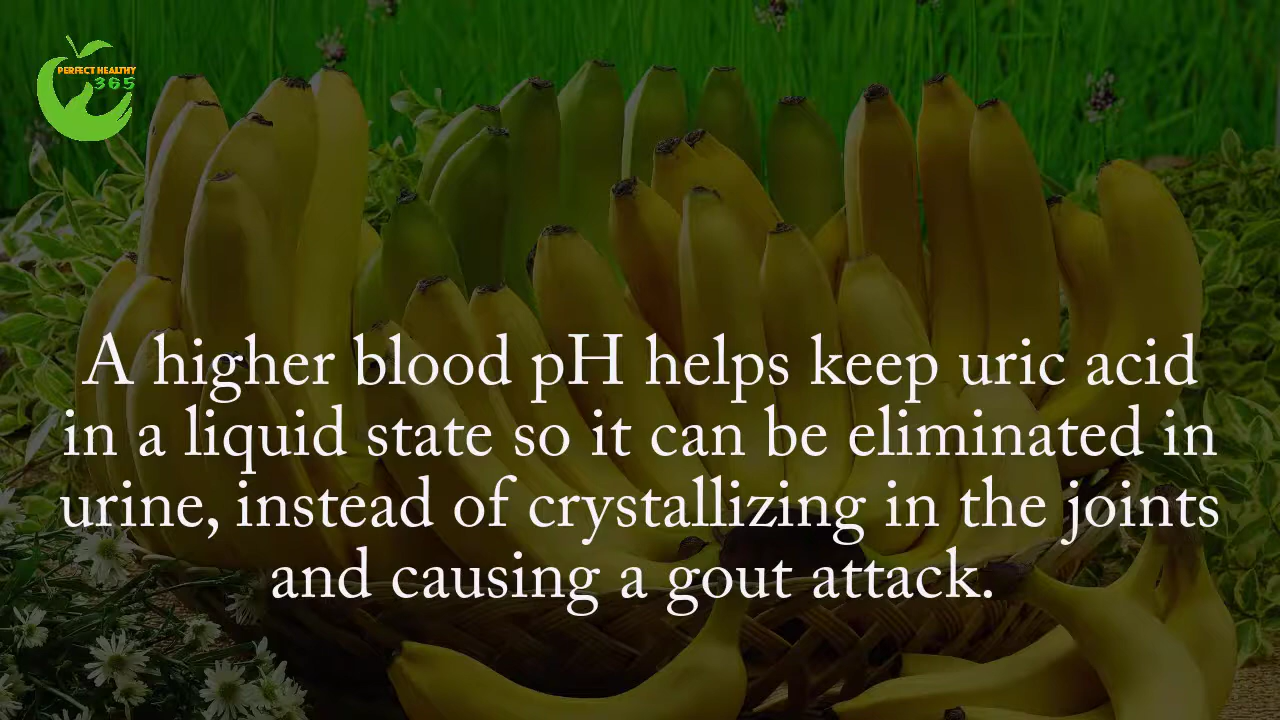 PERFECT HEALTHY
365
A higher blood pH helps keep uric acid
in a liquid state so it can be eliminated in
urine, instead of crystallizing in the joints
and causing a gout attack.